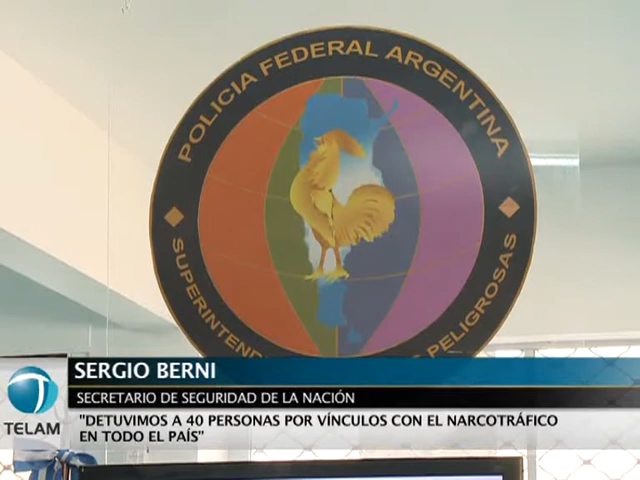 POLICIA FEDERAL ARGENTINA
PELIGROSAS
SERGIO BERNI
SECRETARIO DE SEGURIDAD DE LA NACIÓN
TELAM
"DETUVIMOS A 40 PERSONAS POR VÍNCULOS CON EL NARCOTRÁFICO
EN TODO EL PAÍS"